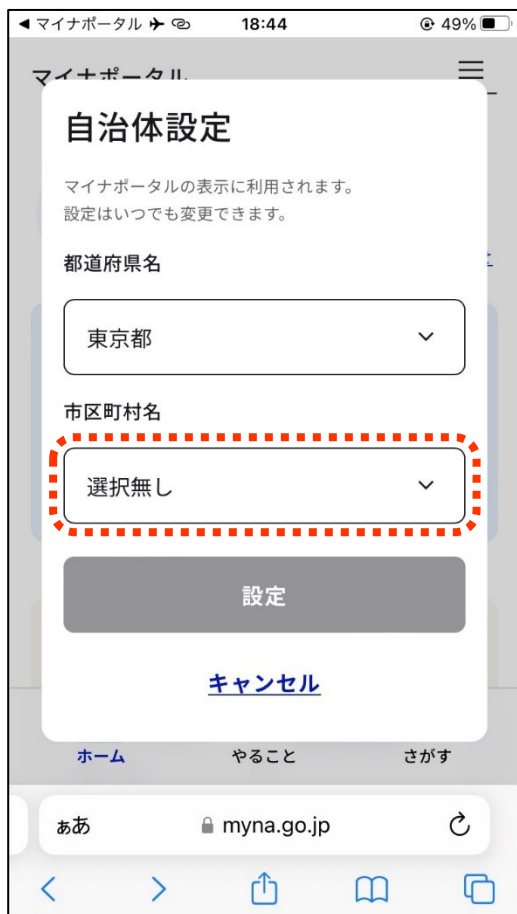 マイナポータル
18:44
49%
マイナポータル
自治体設定
マイナポータルの表示に利用されます。
設定はいつでも変更できます。
都道府県名
東京都
市区町村名
選択無し
設定
キャンセル
ホーム やること さがす
ぁあ myna.go.jp